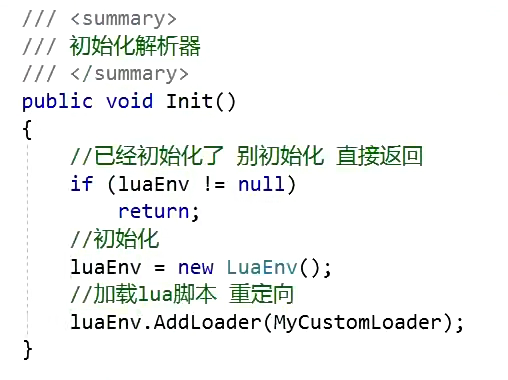 /// <summary>
/// 初始化解析器
/// </summary>
public void Init()
{
//已经初始化了 别初始化 直接返回
if (luaEnv != null)
return;
//初始化
luaEnv = new LuaEnv();
//加载lua脚本 重定向
luaEnv.AddLoader(MyCustomLoader);
}